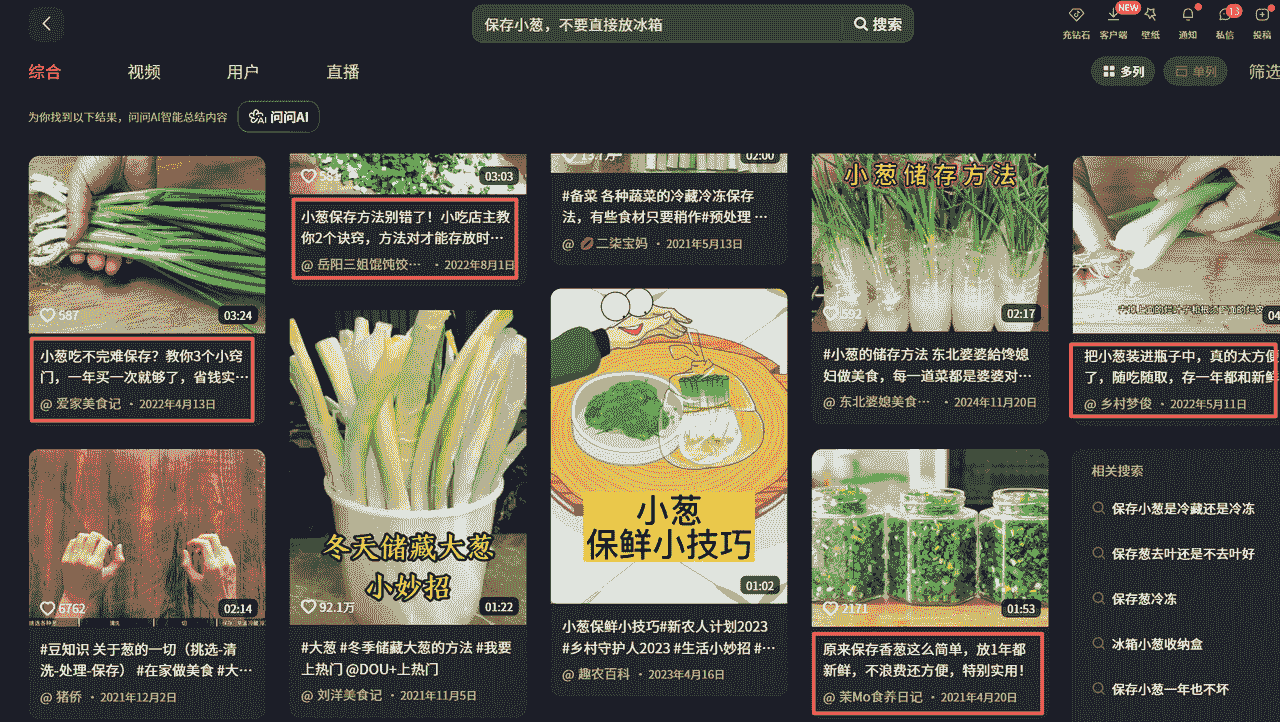 保存小葱，不要直接放冰箱
搜索
充钻石
NEW
客户端
壁纸
通知
13
私信
投稿
综合
视频
用户
直播
多列
单列
筛选
为你找到以下结果，问问AI智能总结内容
问问AI
587
03:24
小葱吃不完难保存？教你3个小窍
门，一年买一次就够了，省钱实…
@ 爱家美食记 · 2022年4月13日
6762
02:14
#豆知识 关于葱的一切（挑选-清
洗-处理-保存） #在家做美食 #大…
@ 猪侨 · 2021年12月2日
03:03
小葱保存方法别错了！小吃店主教
你2个诀窍，方法对才能存放时…
@ 岳阳三姐馄饨饺… · 2022年8月1日
冬天储藏大葱
小妙招
92.1万
01:22
#大葱 #冬季储藏大葱的方法 #我要
上热门 @DOU+上热门
@ 刘洋美食记 · 2021年11月5日
13.7万
02:00
#备菜 各种蔬菜的冷藏冷冻保存
法，有些食材只要稍作#预处理 …
@ 二柒宝妈 · 2021年5月13日
小葱
保鲜小技巧
01:02
小葱保鲜小技巧#新农人计划2023
#乡村守护人2023 #生活小妙招 #…
@ 趣农百科 · 2023年4月16日
小葱储存方法
592
02:17
#小葱的储存方法 东北婆婆給馋媳
妇做美食，每一道菜都是婆婆对…
@ 东北婆媳美食… · 2024年11月20日
2171
01:53
原来保存香葱这么简单，放1年都
新鲜，不浪费还方便，特别实用！
@ 茉Mo食养日记 · 2021年4月20日
04
把小葱装进瓶子中，真的太方便
了，随吃随取，存一年都和新鲜
@ 乡村梦俊 · 2022年5月11日
相关搜索
保存小葱是冷藏还是冷冻
保存葱去叶还是不去叶好
保存葱冷冻
冰箱小葱收纳盒
保存小葱一年也不坏